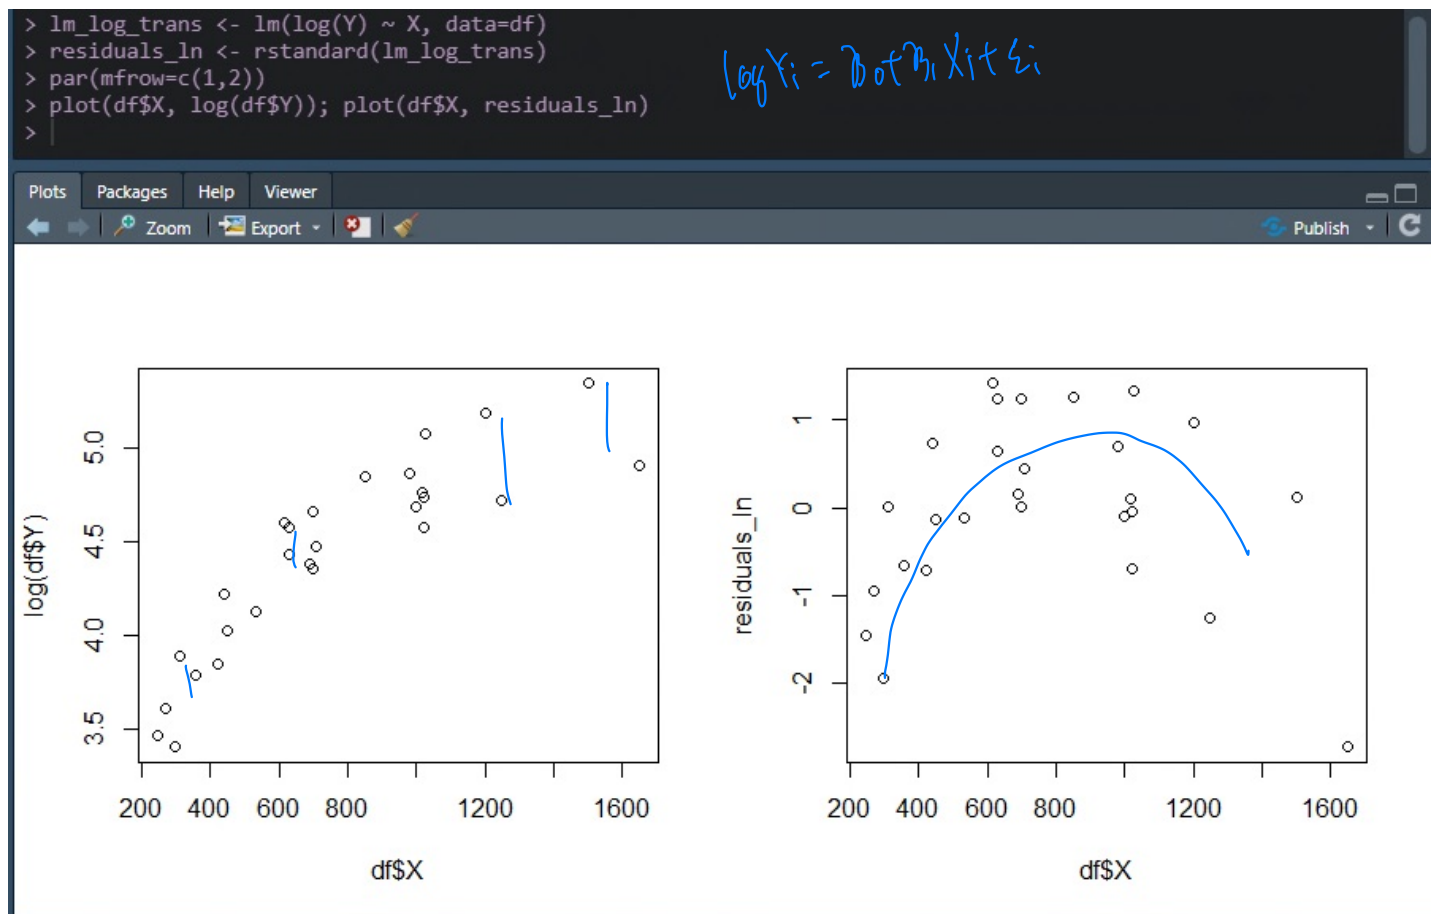 > lm_log_trans <- lm(log(Y) ~ X, data=df)
> residuals_ln <- rstandard(lm_log_trans)
> par(mfrow=c(1,2))
> plot(df$X, log(df$Y)); plot(df$X, residuals_ln)
>
log Yi = B0 + B1 Xi + εi
Plots Packages Help Viewer
Zoom Export Publish
log(df$Y)
5.0
4.5
4.0
3.5
200 400 600 800 1200 1600
df$X
residuals_ln
1
0
-1
-2
200 400 600 800 1200 1600
df$X